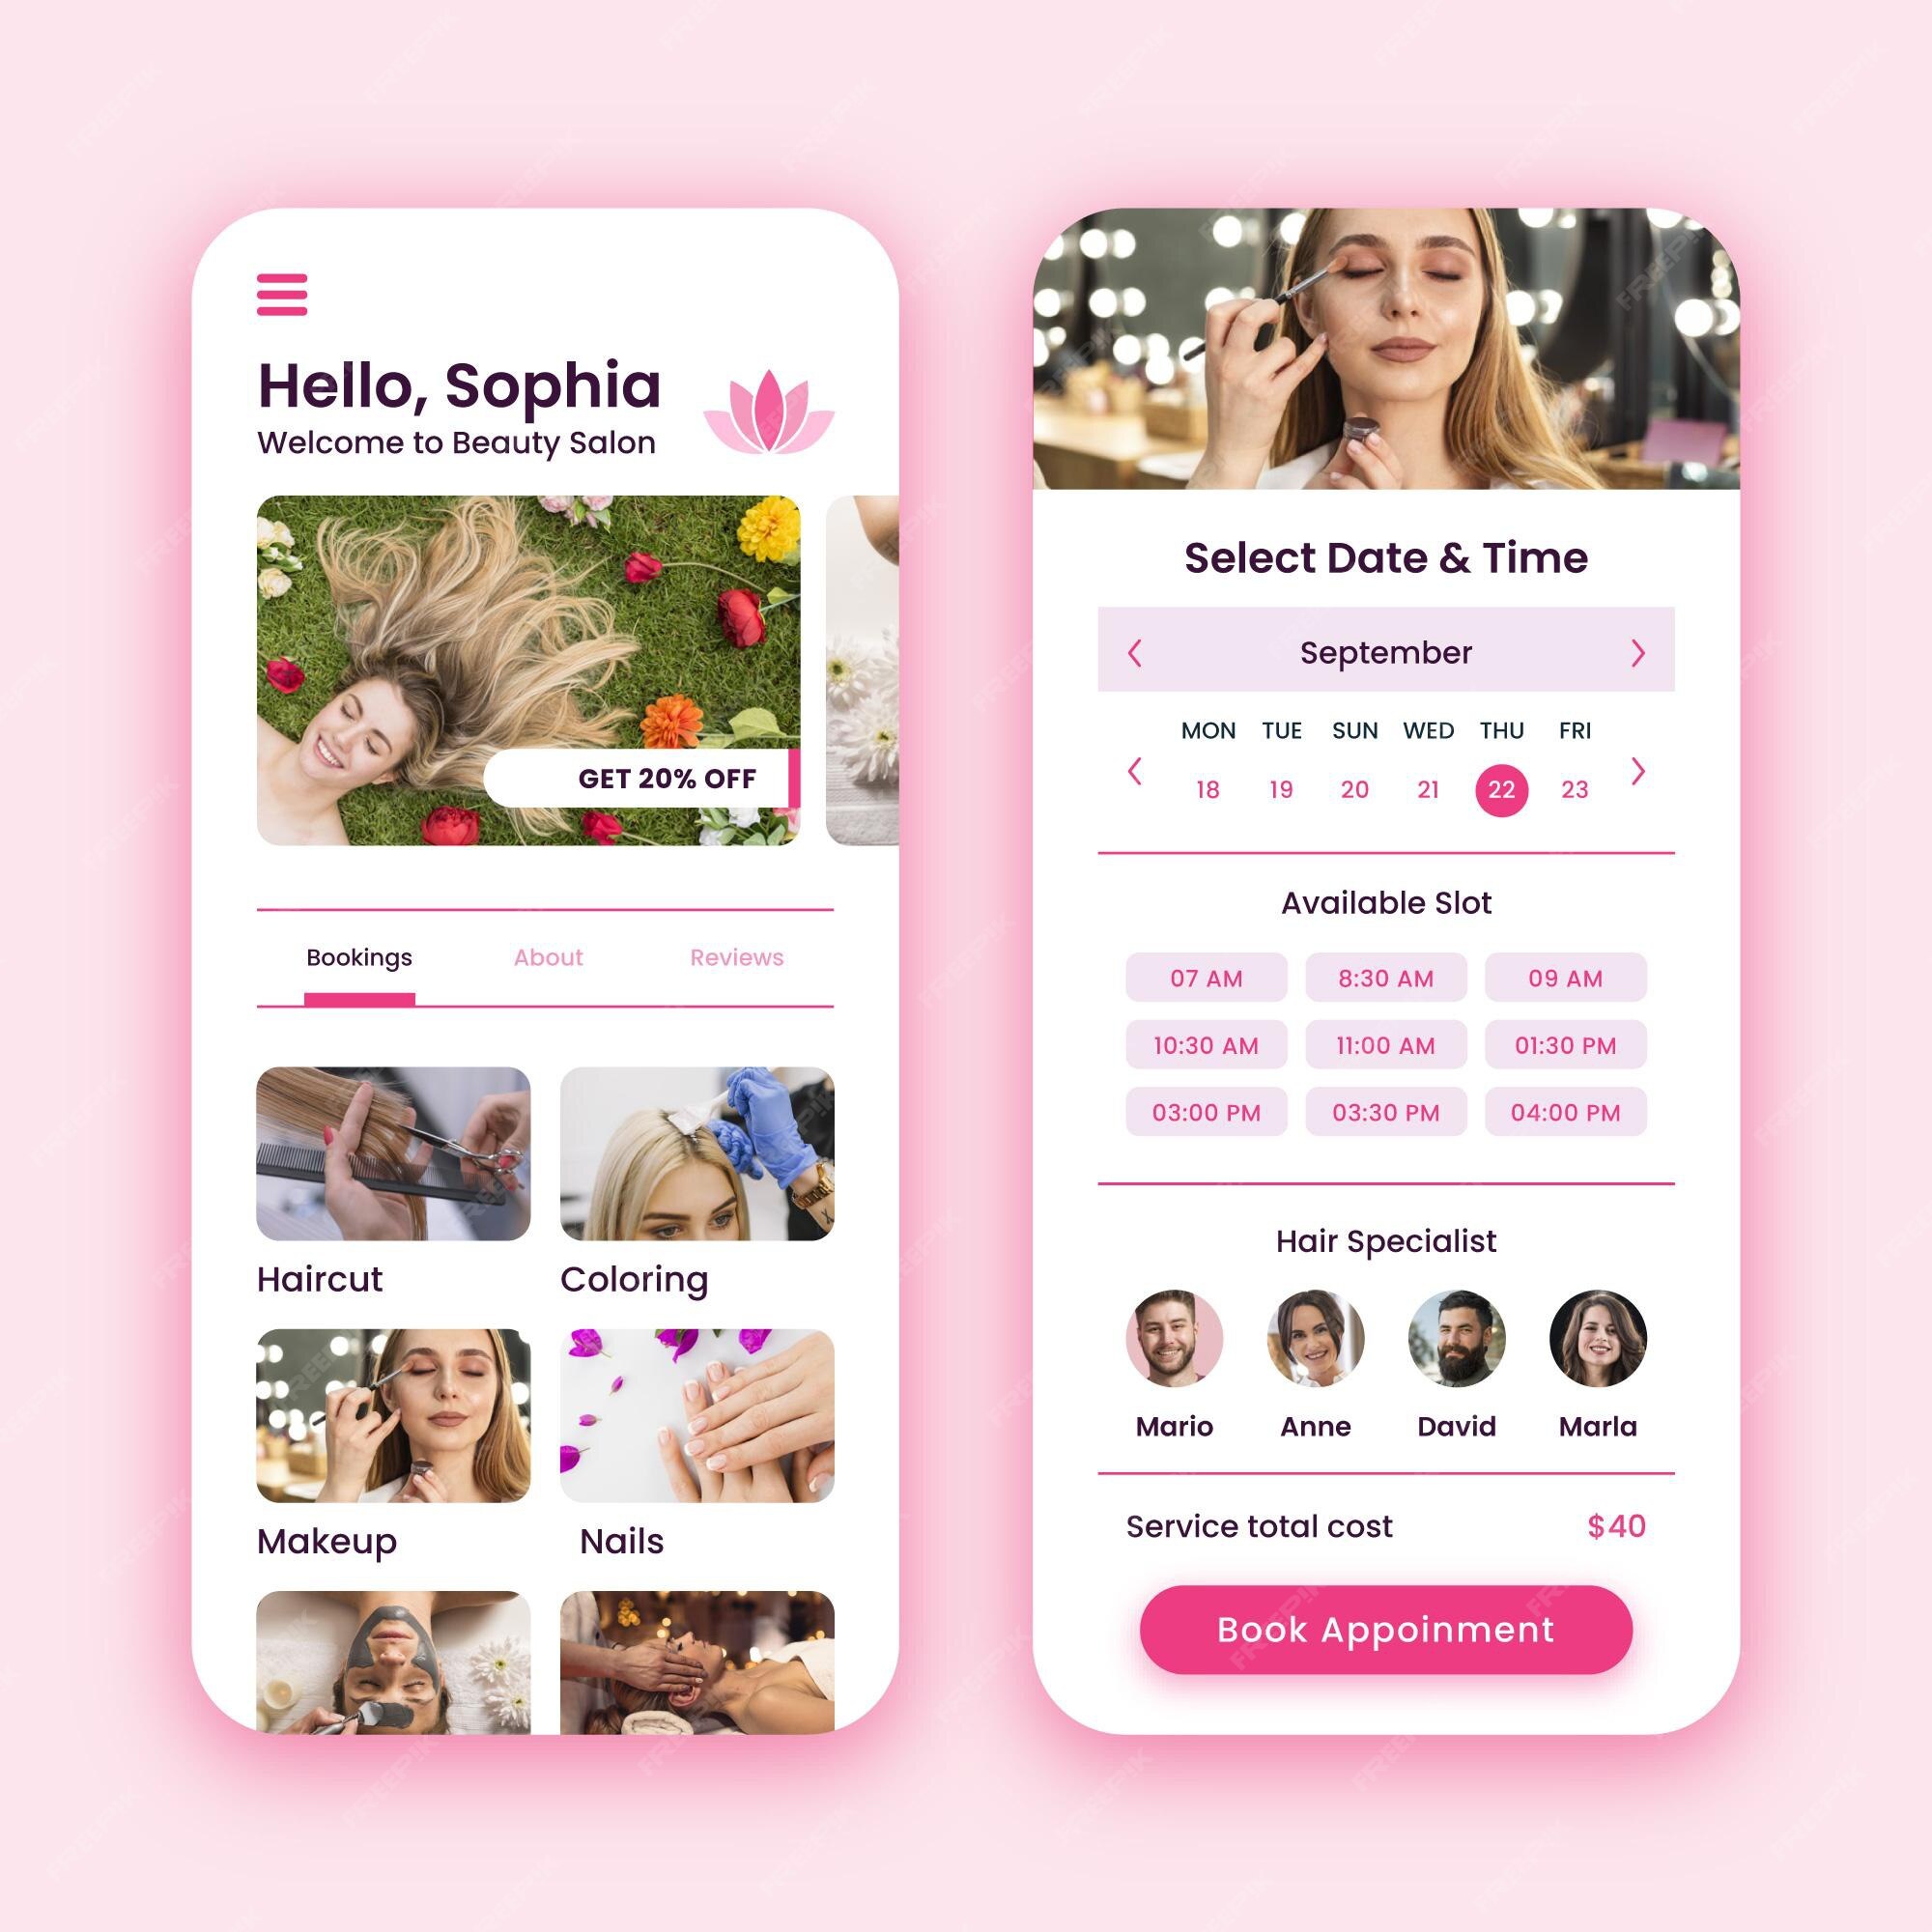 Hello, Sophia
Welcome to Beauty Salon
GET 20% OFF
Bookings About Reviews
Haircut Coloring
Makeup Nails
Select Date & Time
September
MON TUE SUN WED THU FRI
18 19 20 21 22 23
Available Slot
07 AM 8:30 AM 09 AM
10:30 AM 11:00 AM 01:30 PM
03:00 PM 03:30 PM 04:00 PM
Hair Specialist
Mario Anne David Marla
Service total cost $40
Book Appoinment
FREEPIK